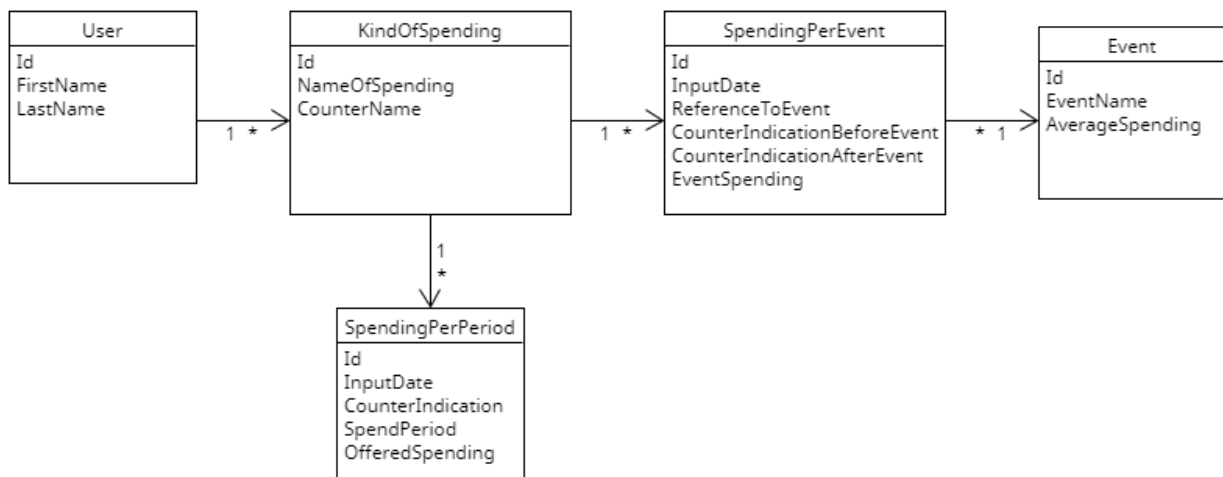 User
Id
FirstName
LastName
1 *
KindOfSpending
Id
NameOfSpending
CounterName
1 *
SpendingPerEvent
Id
InputDate
ReferenceToEvent
CounterIndicationBeforeEvent
CounterIndicationAfterEvent
EventSpending
* 1
Event
Id
EventName
AverageSpending
1
*
SpendingPerPeriod
Id
InputDate
CounterIndication
SpendPeriod
OfferedSpending